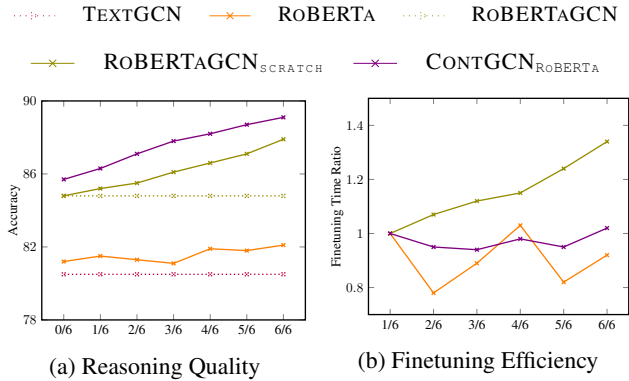 TEXTGCN ROBERTA ROBERTAGCN
ROBERTAGCN_SCRATCH CONTGCN_ROBERTA
90
86
82
78
Accuracy
0/6 1/6 2/6 3/6 4/6 5/6 6/6
(a) Reasoning Quality
1.4
1.2
1
0.8
Finetuning Time Ratio
1/6 2/6 3/6 4/6 5/6 6/6
(b) Finetuning Efficiency